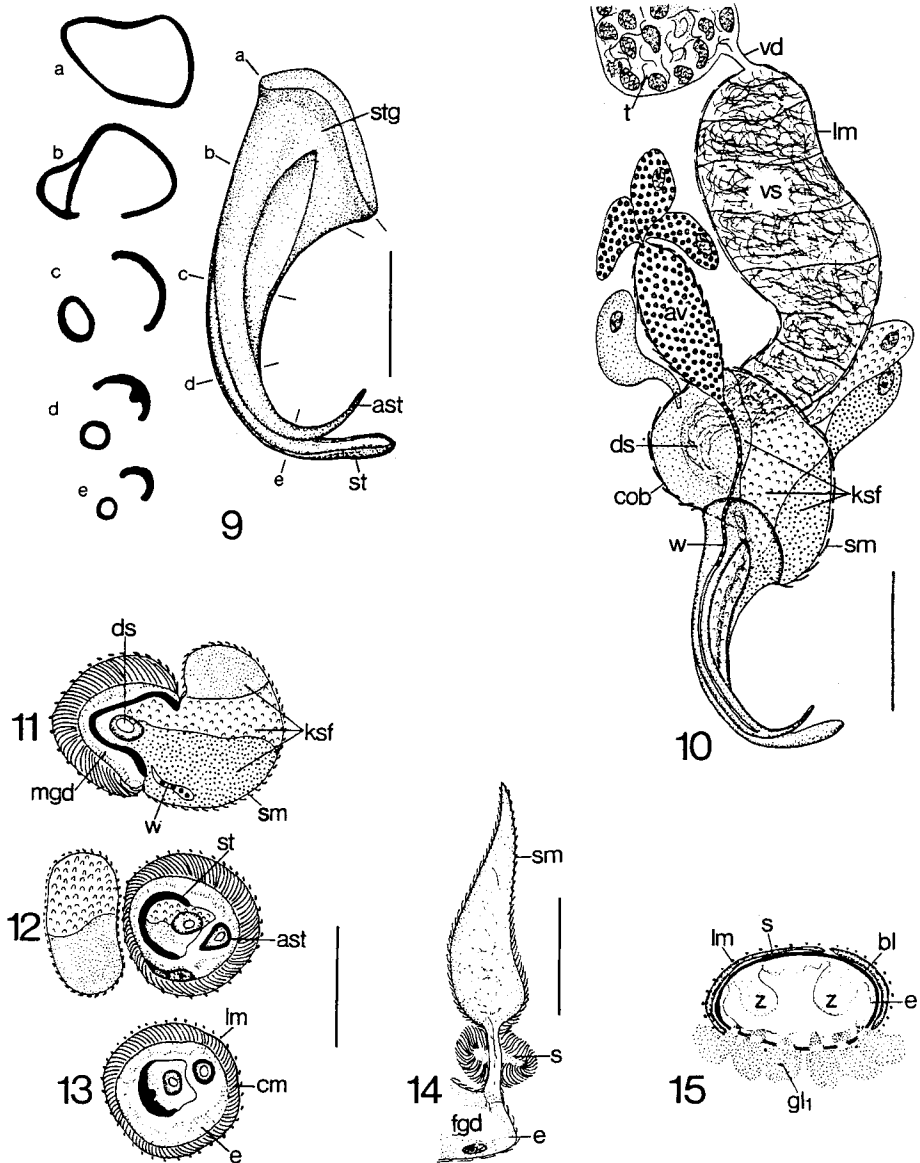 a
b
c
d
e
a
stg
b
c
d
e
ast
st
9
vd
t
lm
vs
av
ds
cob
ksf
w
sm
10
ds
11
ksf
mgd
w
sm
st
12
ast
lm
13
cm
e
sm
s
14
fgd
e
s
lm
bl
z
z
e
15
gl₁